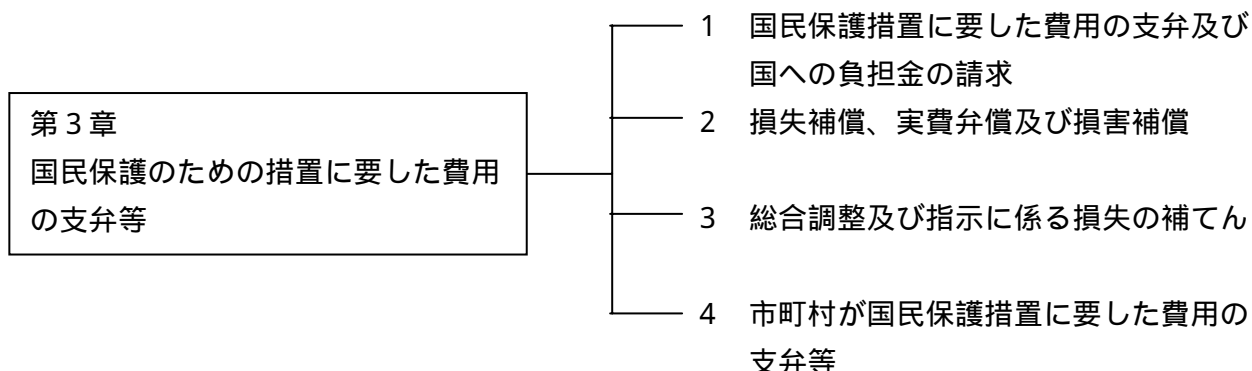 第３章
国民保護のための措置に要した費用
の支弁等
1　国民保護措置に要した費用の支弁及び
国への負担金の請求
2　損失補償、実費弁償及び損害補償
3　総合調整及び指示に係る損失の補てん
4　市町村が国民保護措置に要した費用の
支弁等